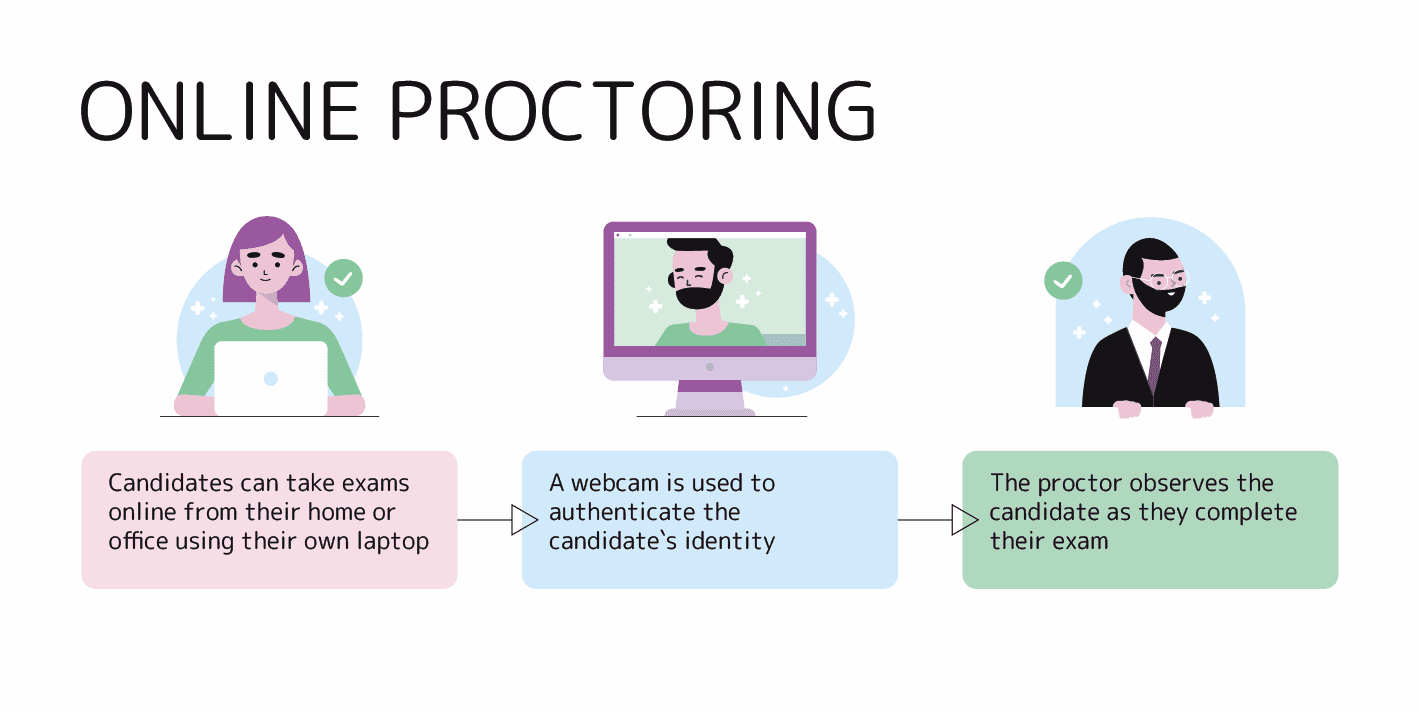 ONLINE PROCTORING
Candidates can take exams
online from their home or
office using their own laptop
A webcam is used to
authenticate the
candidate`s identity
The proctor observes the
candidate as they complete
their exam